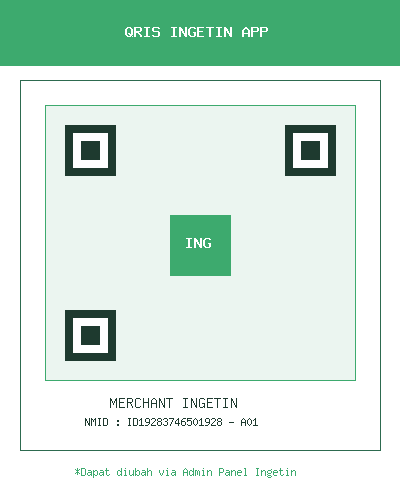 QRIS INGETIN APP
ING
MERCHANT INGETIN
NMID : ID19283746501928 - A01
*Dapat diubah via Admin Panel Ingetin